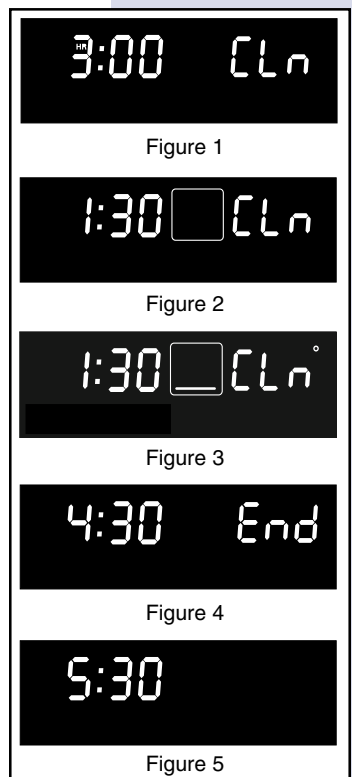 HR
3:00 CLn
Figure 1
1:30 CLn
Figure 2
1:30 CLn°
Figure 3
4:30 End
Figure 4
5:30
Figure 5